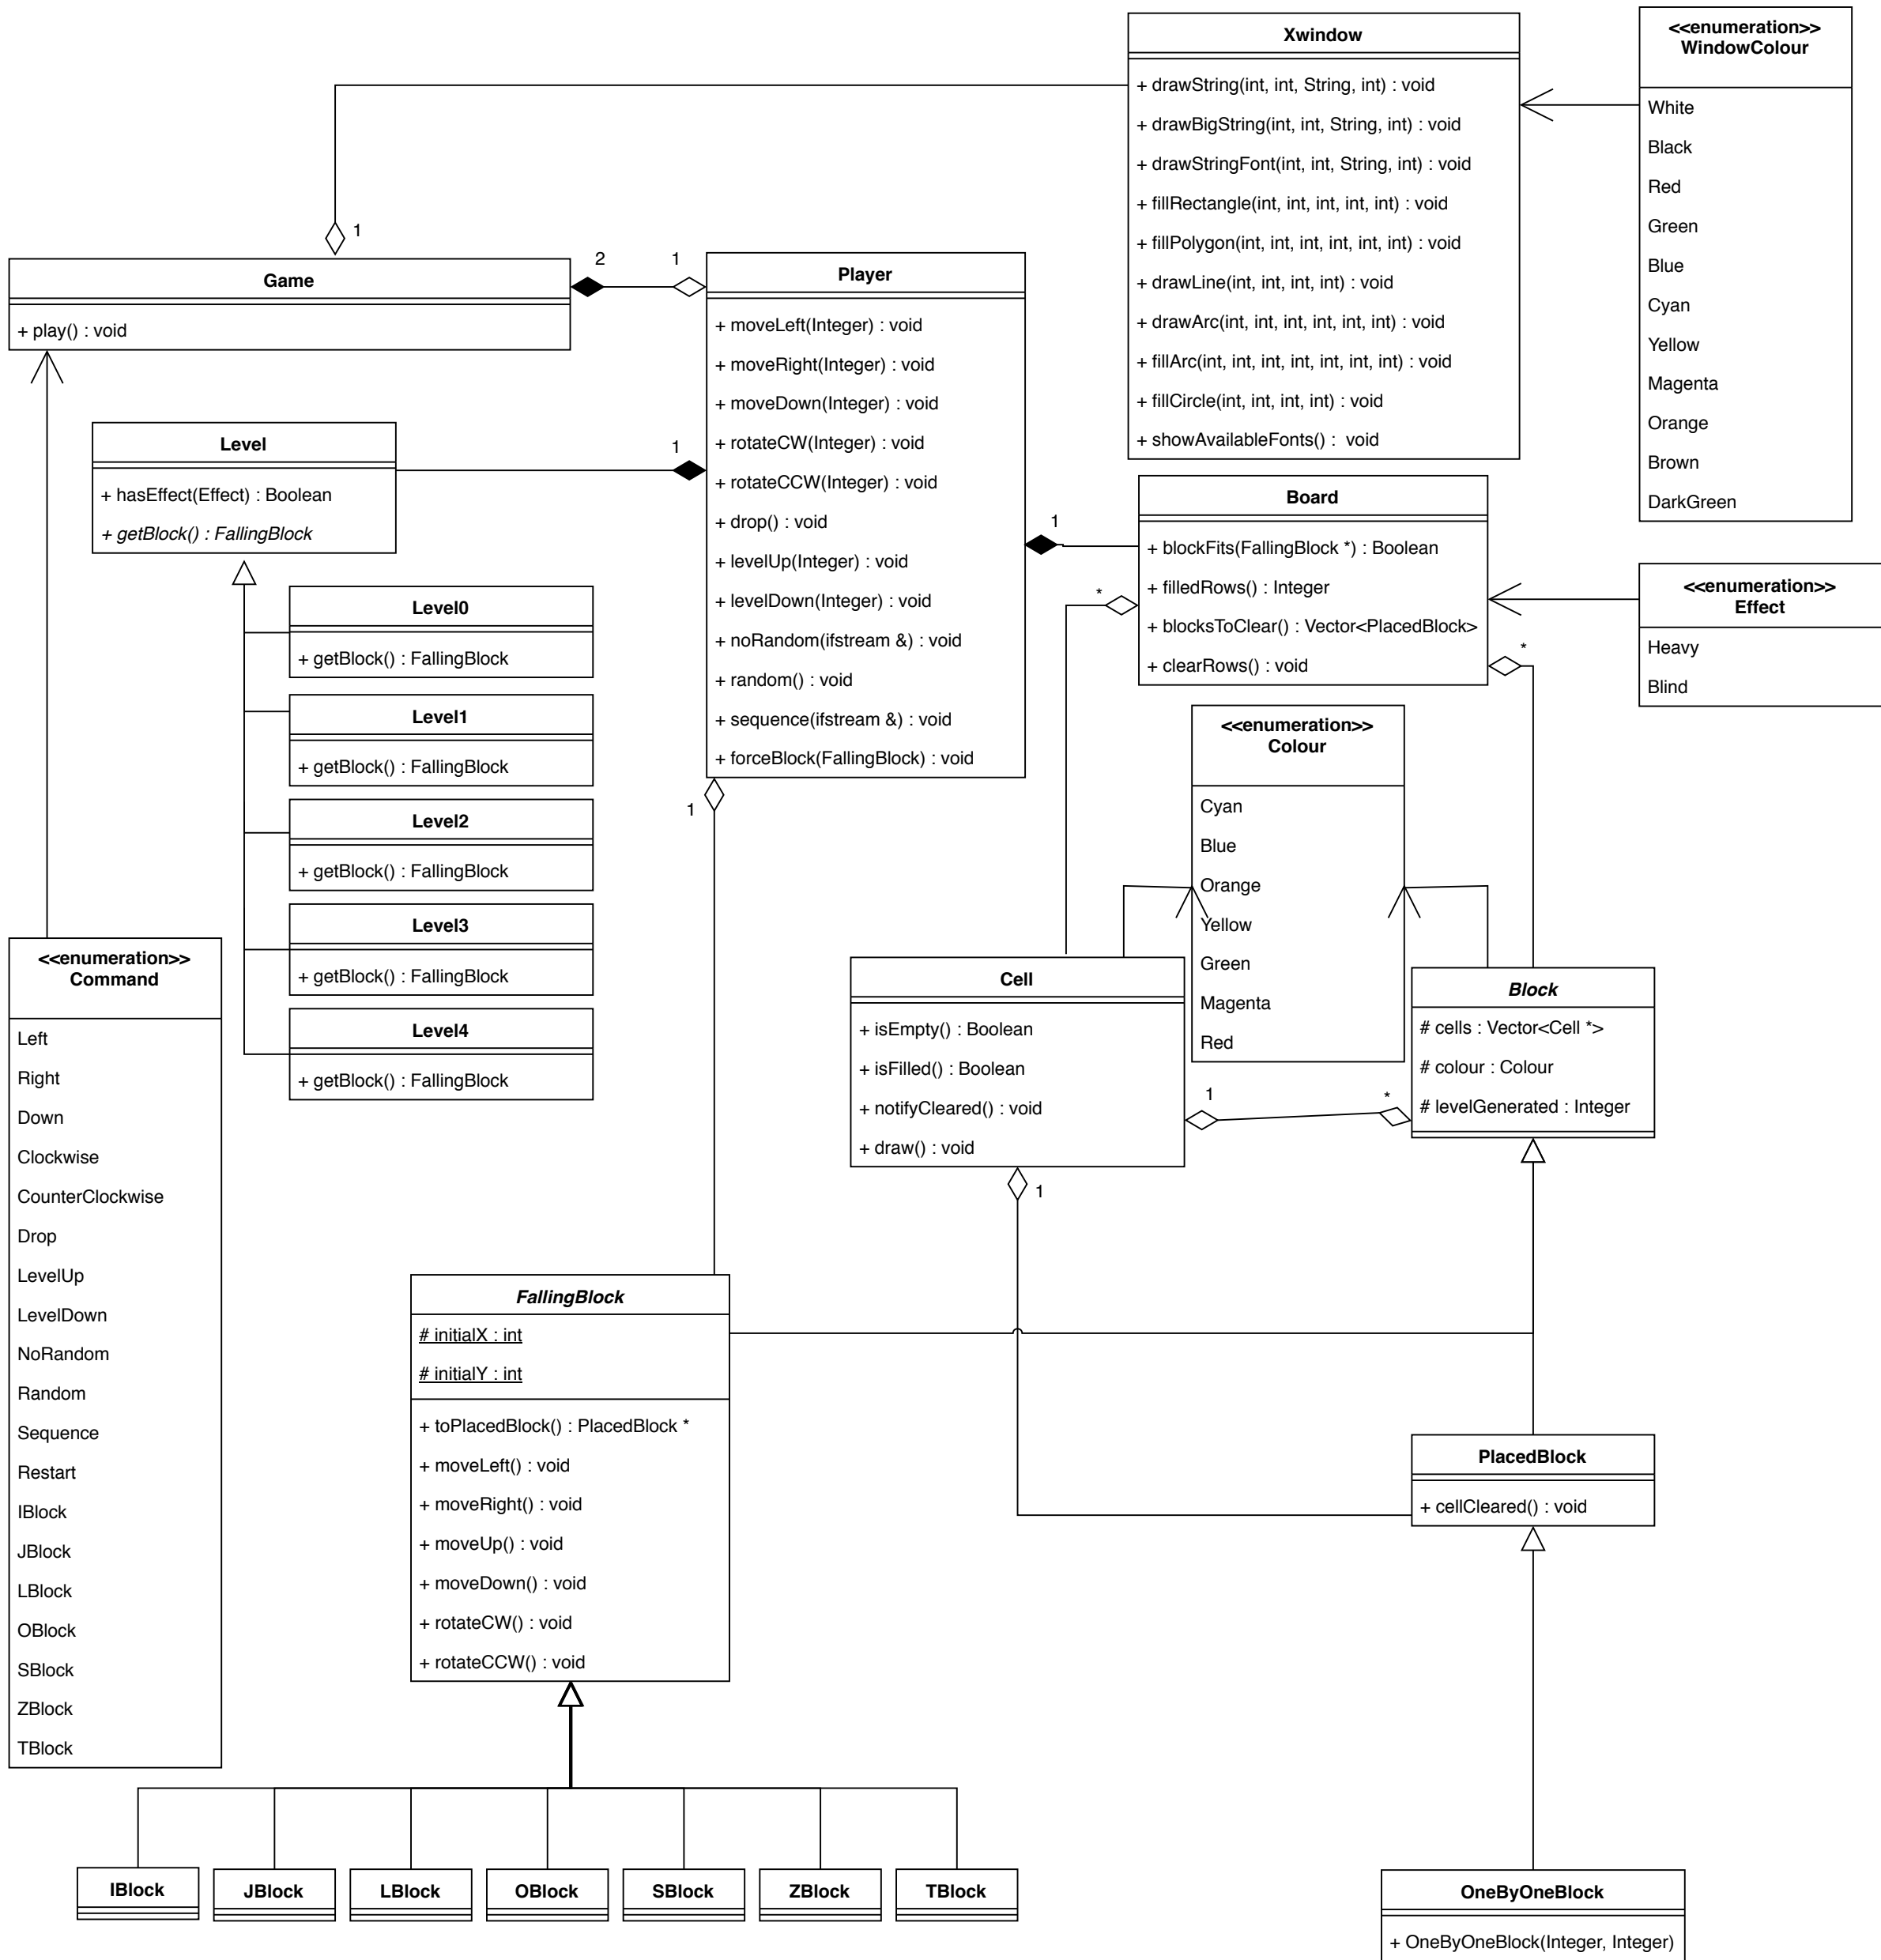 Xwindow
+ drawString(int, int, String, int) : void
+ drawBigString(int, int, String, int) : void
+ drawStringFont(int, int, String, int) : void
+ fillRectangle(int, int, int, int, int) : void
+ fillPolygon(int, int, int, int, int, int) : void
+ drawLine(int, int, int, int) : void
+ drawArc(int, int, int, int, int, int) : void
+ fillArc(int, int, int, int, int, int, int) : void
+ fillCircle(int, int, int, int) : void
+ showAvailableFonts() :  void
<<enumeration>>
WindowColour
White
Black
Red
Green
Blue
Cyan
Yellow
Magenta
Orange
Brown
DarkGreen
1
Game
+ play() : void
2
1
Player
+ moveLeft(Integer) : void
+ moveRight(Integer) : void
+ moveDown(Integer) : void
+ rotateCW(Integer) : void
+ rotateCCW(Integer) : void
+ drop() : void
+ levelUp(Integer) : void
+ levelDown(Integer) : void
+ noRandom(ifstream &) : void
+ random() : void
+ sequence(ifstream &) : void
+ forceBlock(FallingBlock) : void
1
1
1
Level
+ hasEffect(Effect) : Boolean
+ getBlock() : FallingBlock
Level0
+ getBlock() : FallingBlock
Level1
+ getBlock() : FallingBlock
Level2
+ getBlock() : FallingBlock
Level3
+ getBlock() : FallingBlock
Level4
+ getBlock() : FallingBlock
Board
+ blockFits(FallingBlock *) : Boolean
+ filledRows() : Integer
+ blocksToClear() : Vector<PlacedBlock>
+ clearRows() : void
*
*
<<enumeration>>
Effect
Heavy
Blind
<<enumeration>>
Colour
Cyan
Blue
Orange
Yellow
Green
Magenta
Red
<<enumeration>>
Command
Left
Right
Down
Clockwise
CounterClockwise
Drop
LevelUp
LevelDown
NoRandom
Random
Sequence
Restart
IBlock
JBlock
LBlock
OBlock
SBlock
ZBlock
TBlock
Cell
+ isEmpty() : Boolean
+ isFilled() : Boolean
+ notifyCleared() : void
+ draw() : void
1
*
1
Block
# cells : Vector<Cell *>
# colour : Colour
# levelGenerated : Integer
FallingBlock
# initialX : int
# initialY : int
+ toPlacedBlock() : PlacedBlock *
+ moveLeft() : void
+ moveRight() : void
+ moveUp() : void
+ moveDown() : void
+ rotateCW() : void
+ rotateCCW() : void
PlacedBlock
+ cellCleared() : void
IBlock
JBlock
LBlock
OBlock
SBlock
ZBlock
TBlock
OneByOneBlock
+ OneByOneBlock(Integer, Integer)